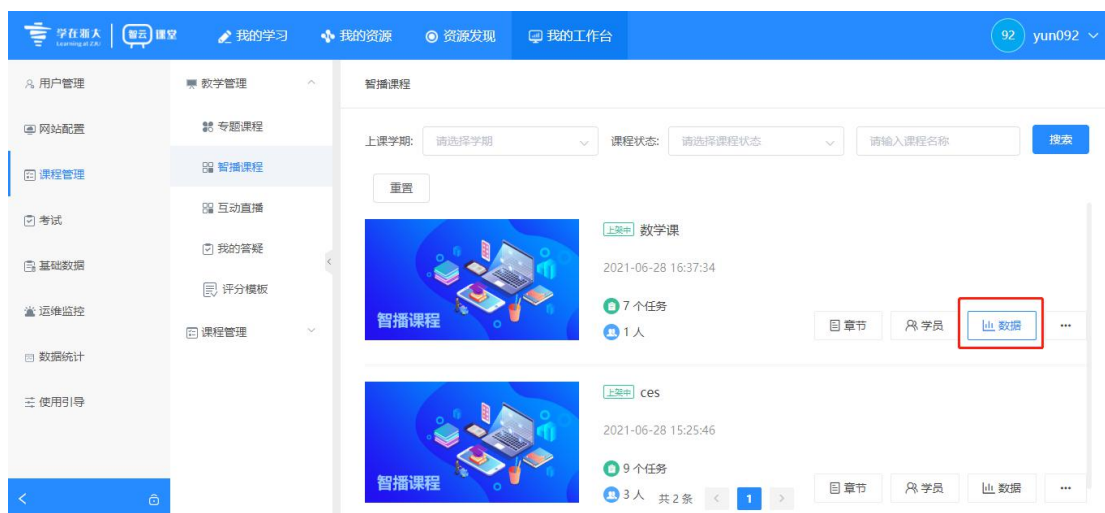 学在浙大 智云 课堂 我的学习 我的资源 资源发现 我的工作台 92 yun092
Learning at ZJU
用户管理 教学管理 智播课程
网站配置 专题课程
上课学期: 请选择学期 课程状态: 请选择课程状态 请输入课程名称 搜索
课程管理 智播课程
重置
考试 互动直播
上架中 数学课
我的答疑
基础数据 2021-06-28 16:37:34
评分模板
运维监控 7 个任务
智播课程
课程管理 1 人 章节 学员 数据 ...
数据统计
上架中 ces
使用引导
2021-06-28 15:25:46
9 个任务
智播课程
3 人 共 2 条 < 1 > 章节 学员 数据 ...